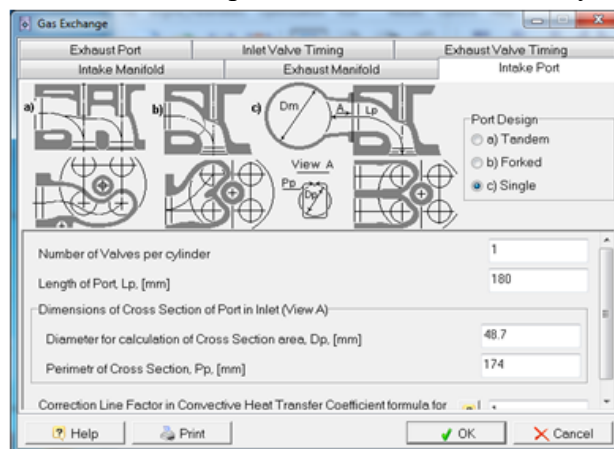 Gas Exchange
Exhaust Port
Inlet Valve Timing
Exhaust Valve Timing
Intake Manifold
Exhaust Manifold
Intake Port
a)
b)
c)
Dm
A
Lp
View A
Pp
Dp
Port Design
a) Tandem
b) Forked
c) Single
Number of Valves per cylinder
1
Length of Port, Lp, [mm]
180
Dimensions of Cross Section of Port in Inlet (View A)
Diameter for calculation of Cross Section area, Dp, [mm]
48.7
Perimetr of Cross Section, Pp, [mm]
174
Correction Line Factor in Convective Heat Transfer Coefficient formula for
1
Help
Print
OK
Cancel